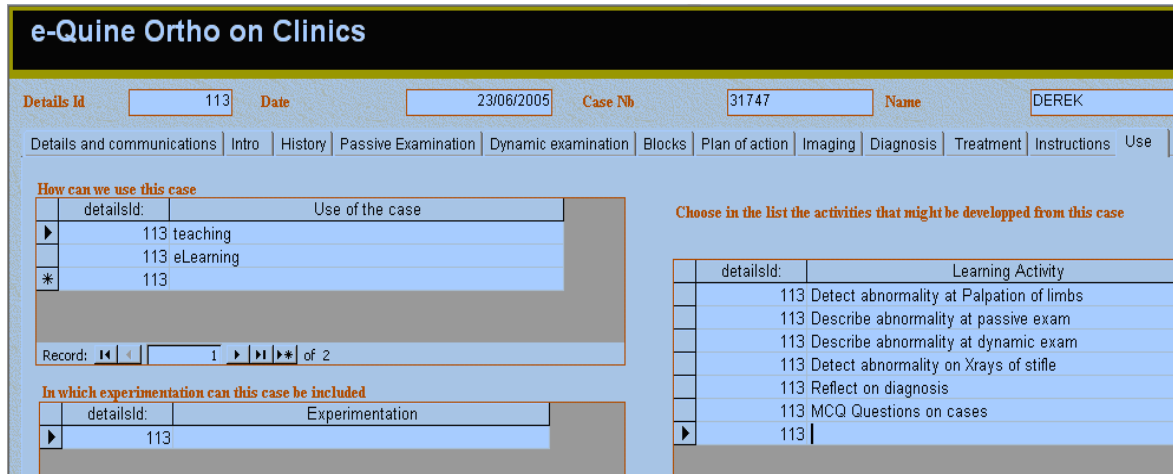 e-Quine Ortho on Clinics
Details Id 113 Date 23/06/2005 Case Nb 31747 Name DEREK
Details and communications Intro History Passive Examination Dynamic examination Blocks Plan of action Imaging Diagnosis Treatment Instructions Use
How can we use this case
detailsId: Use of the case
113 teaching
113 eLearning
113
Record: 1 of 2
In which experimentation can this case be included
detailsId: Experimentation
113
Choose in the list the activities that might be developped from this case
detailsId: Learning Activity
113 Detect abnormality at Palpation of limbs
113 Describe abnormality at passive exam
113 Describe abnormality at dynamic exam
113 Detect abnormality on Xrays of stifle
113 Reflect on diagnosis
113 MCQ Questions on cases
113